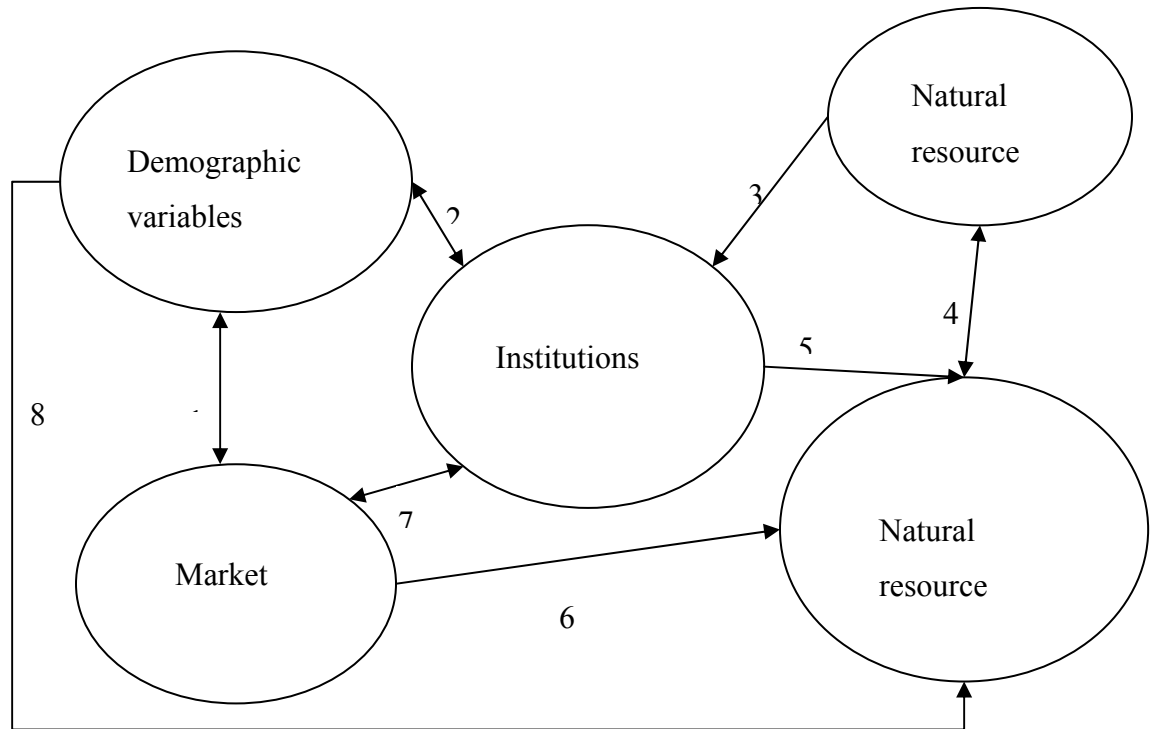 Natural
resource
Demographic
variables
2
3
4
Institutions
5
8
7
Market
6
Natural
resource